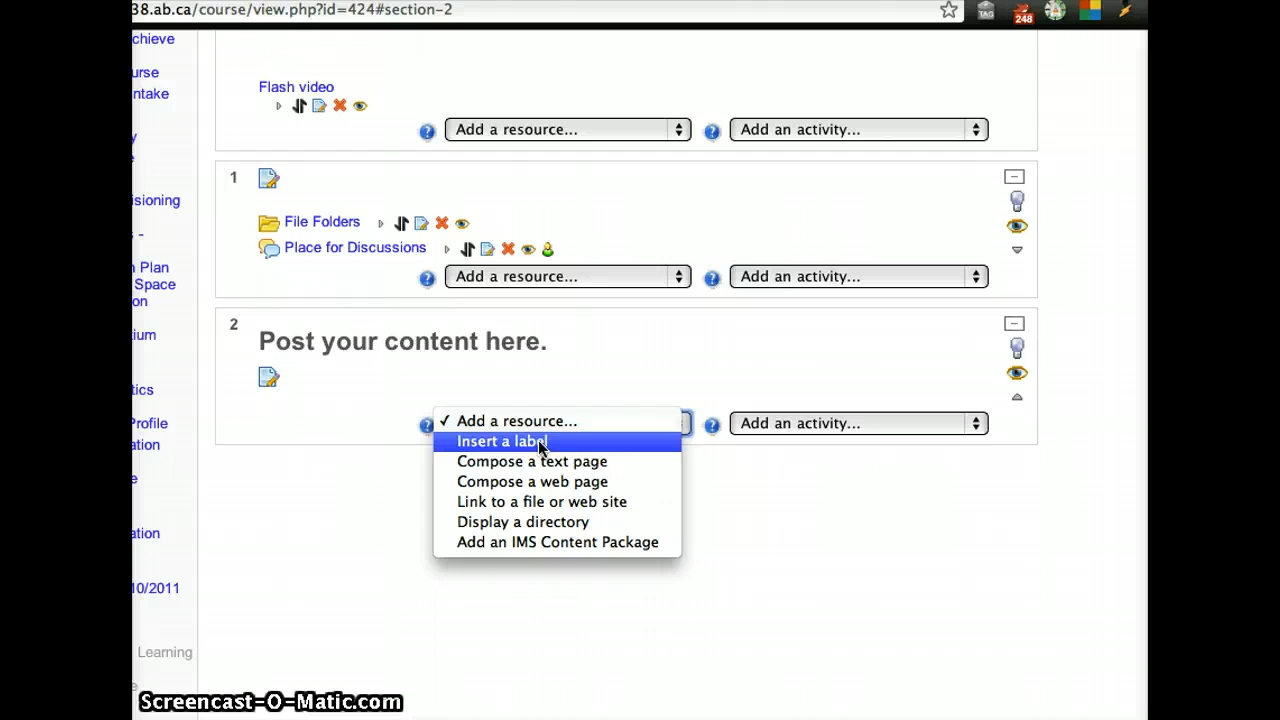 38.ab.ca/course/view.php?id=424#section-2
TAG
248
chieve
urse
ntake
y
isioning
s -
n Plan
Space
on
ium
tics
Profile
ation
e
ation
10/2011
Learning
Flash video
Add a resource... Add an activity...
1
File Folders
Place for Discussions
Add a resource... Add an activity...
2
Post your content here.
✓ Add a resource... Add an activity...
Insert a label
Compose a text page
Compose a web page
Link to a file or web site
Display a directory
Add an IMS Content Package
Screencast-O-Matic.com